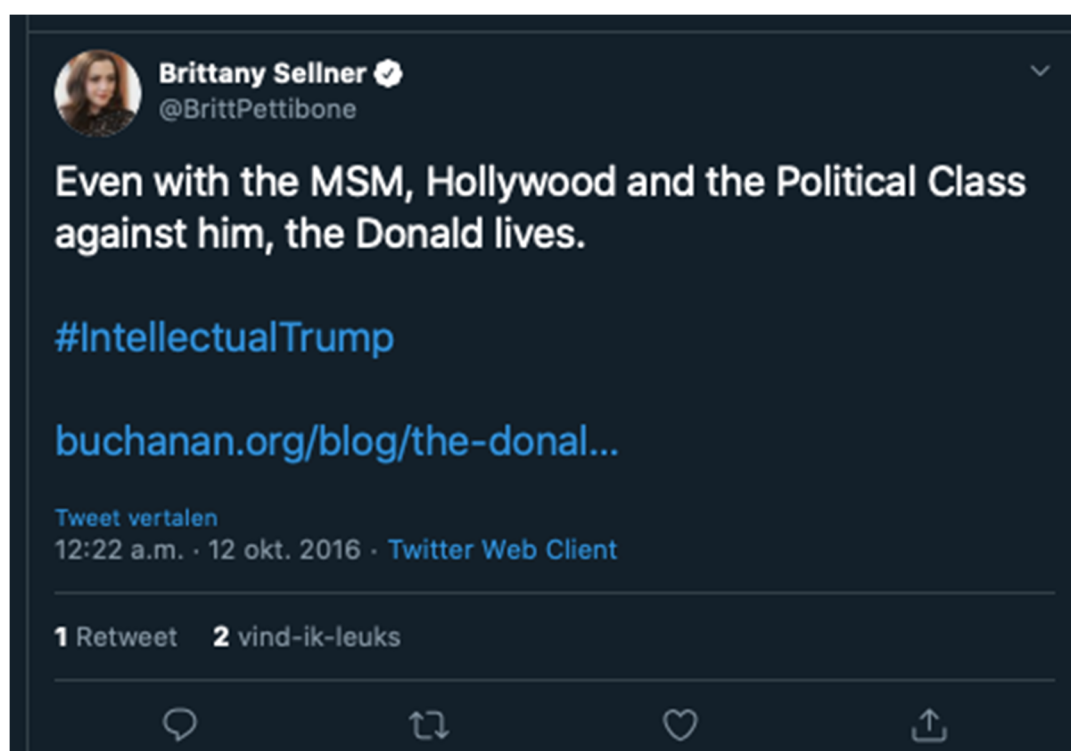 Brittany Sellner
@BrittPettibone
Even with the MSM, Hollywood and the Political Class
against him, the Donald lives.
#IntellectualTrump
buchanan.org/blog/the-donal...
Tweet vertalen
12:22 a.m. · 12 okt. 2016 · Twitter Web Client
1 Retweet 2 vind-ik-leuks